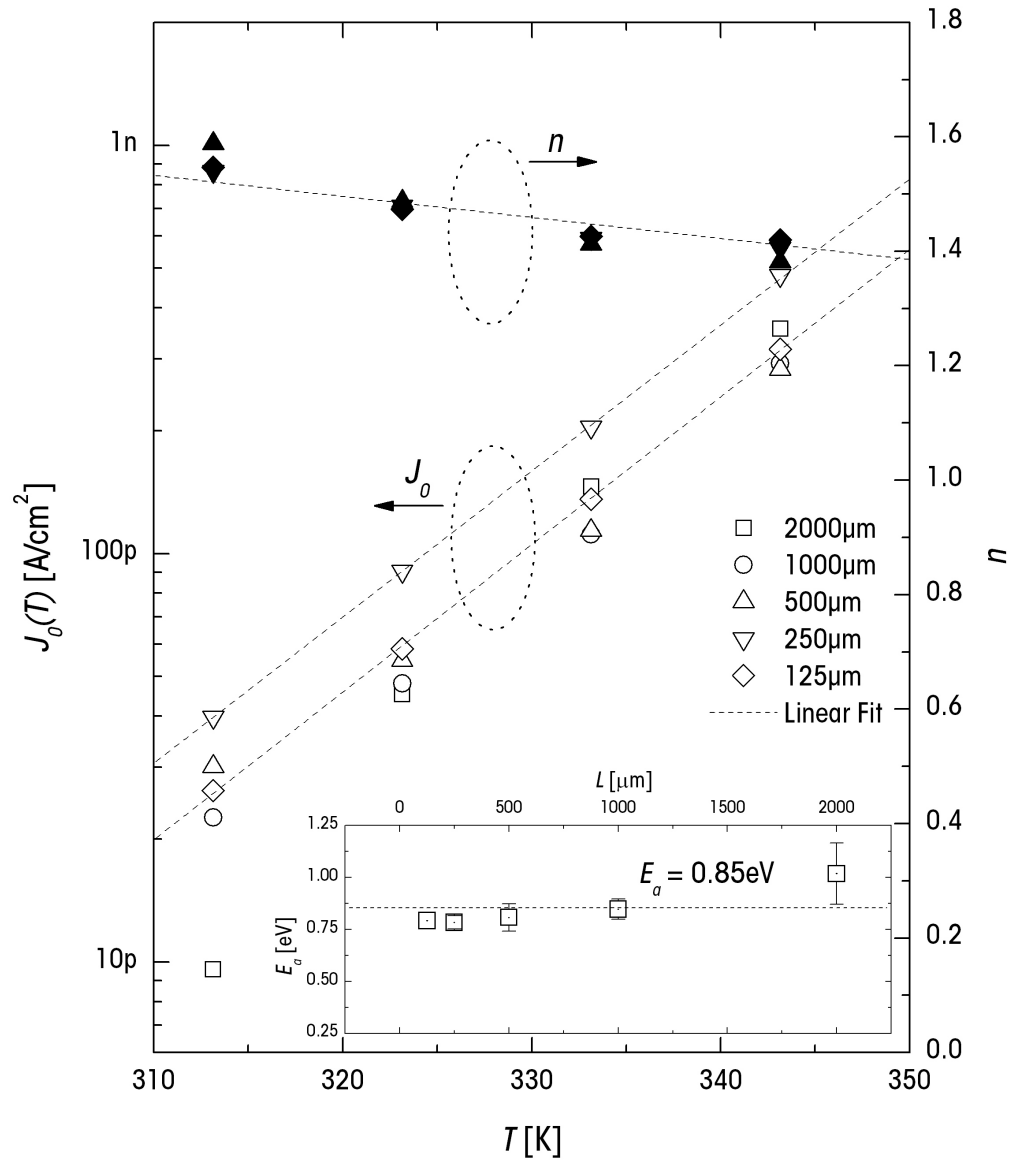 1.8
1n
n
1.6
1.4
1.2
J₀
1.0
J₀(T) [A/cm²]
100p
n
0.8
2000µm
1000µm
500µm
250µm
125µm
Linear Fit
0.6
L [µm]
0 500 1000 1500 2000
0.4
1.25
1.00
0.75
0.50
0.25
Eₐ [eV]
Eₐ = 0.85eV
10p
0.2
0.0
310 320 330 340 350
T [K]